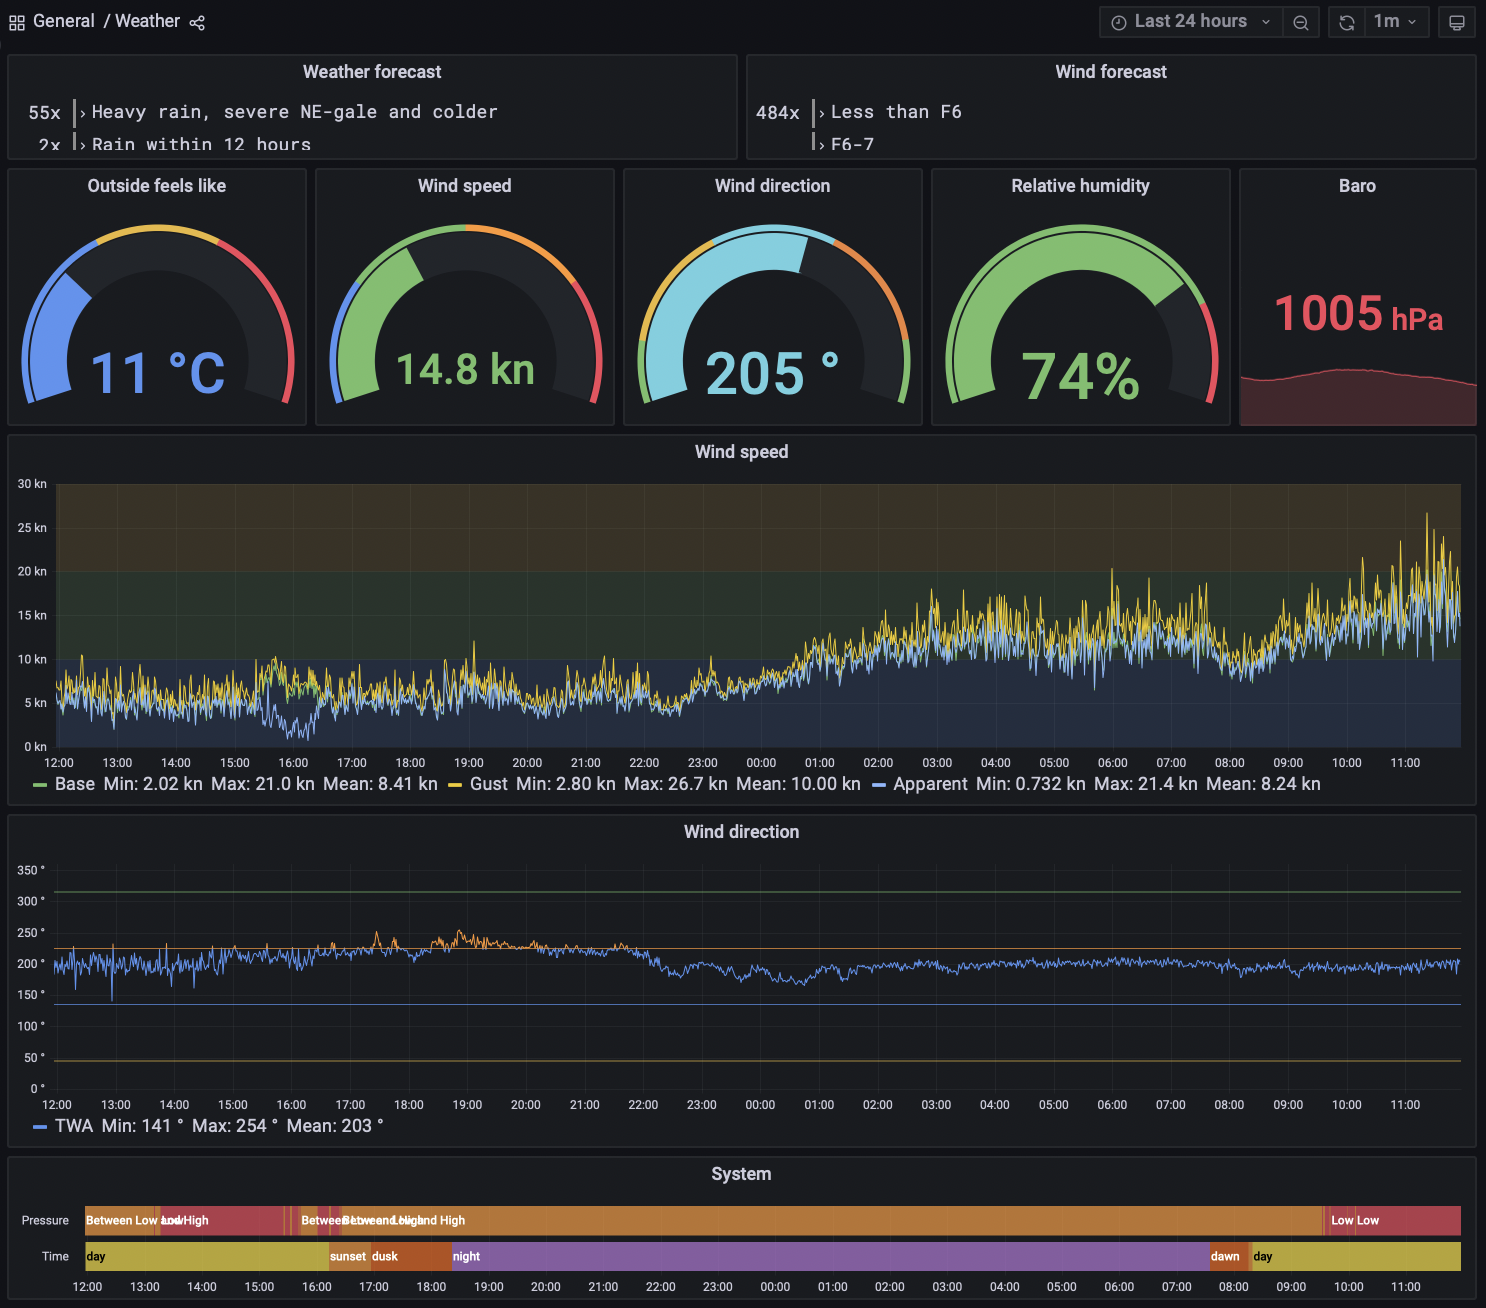 General / Weather
Last 24 hours
1m
Weather forecast
55x › Heavy rain, severe NE-gale and colder
2x › Rain within 12 hours
Wind forecast
484x › Less than F6
› F6-7
Outside feels like
11 °C
Wind speed
14.8 kn
Wind direction
205 °
Relative humidity
74%
Baro
1005 hPa
Wind speed
30 kn
25 kn
20 kn
15 kn
10 kn
5 kn
0 kn
12:00 13:00 14:00 15:00 16:00 17:00 18:00 19:00 20:00 21:00 22:00 23:00 00:00 01:00 02:00 03:00 04:00 05:00 06:00 07:00 08:00 09:00 10:00 11:00
Base Min: 2.02 kn Max: 21.0 kn Mean: 8.41 kn Gust Min: 2.80 kn Max: 26.7 kn Mean: 10.00 kn Apparent Min: 0.732 kn Max: 21.4 kn Mean: 8.24 kn
Wind direction
350 °
300 °
250 °
200 °
150 °
100 °
50 °
0 °
12:00 13:00 14:00 15:00 16:00 17:00 18:00 19:00 20:00 21:00 22:00 23:00 00:00 01:00 02:00 03:00 04:00 05:00 06:00 07:00 08:00 09:00 10:00 11:00
TWA Min: 141 ° Max: 254 ° Mean: 203 °
System
Pressure Between Low and High Between Low and High Low Low
Time day sunset dusk night dawn day
12:00 13:00 14:00 15:00 16:00 17:00 18:00 19:00 20:00 21:00 22:00 23:00 00:00 01:00 02:00 03:00 04:00 05:00 06:00 07:00 08:00 09:00 10:00 11:00